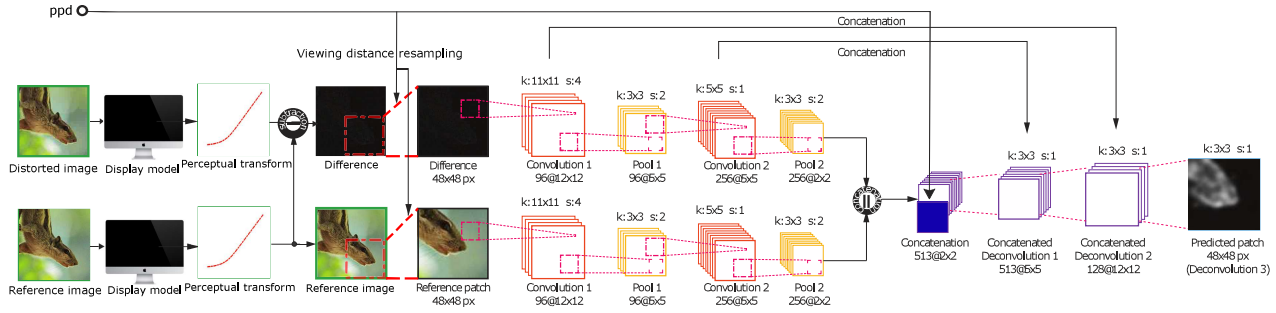 ppd
Viewing distance resampling
Concatenation
Concatenation
k:11x11 s:4
k:3x3 s:2
k:5x5 s:1
k:3x3 s:2
Distorted image
Display model
Perceptual transform
Difference
Difference
48x48 px
Convolution 1
96@12x12
Pool 1
96@5x5
Convolution 2
256@5x5
Pool 2
256@2x2
k:3x3 s:1
k:3x3 s:1
k:3x3 s:1
k:11x11 s:4
k:3x3 s:2
k:5x5 s:1
k:3x3 s:2
Concatenation
513@2x2
Concatenated
Deconvolution 1
513@5x5
Concatenated
Deconvolution 2
128@12x12
Predicted patch
48x48 px
(Deconvolution 3)
Reference image
Display model
Perceptual transform
Reference image
Reference patch
48x48 px
Convolution 1
96@12x12
Pool 1
96@5x5
Convolution 2
256@5x5
Pool 2
256@2x2